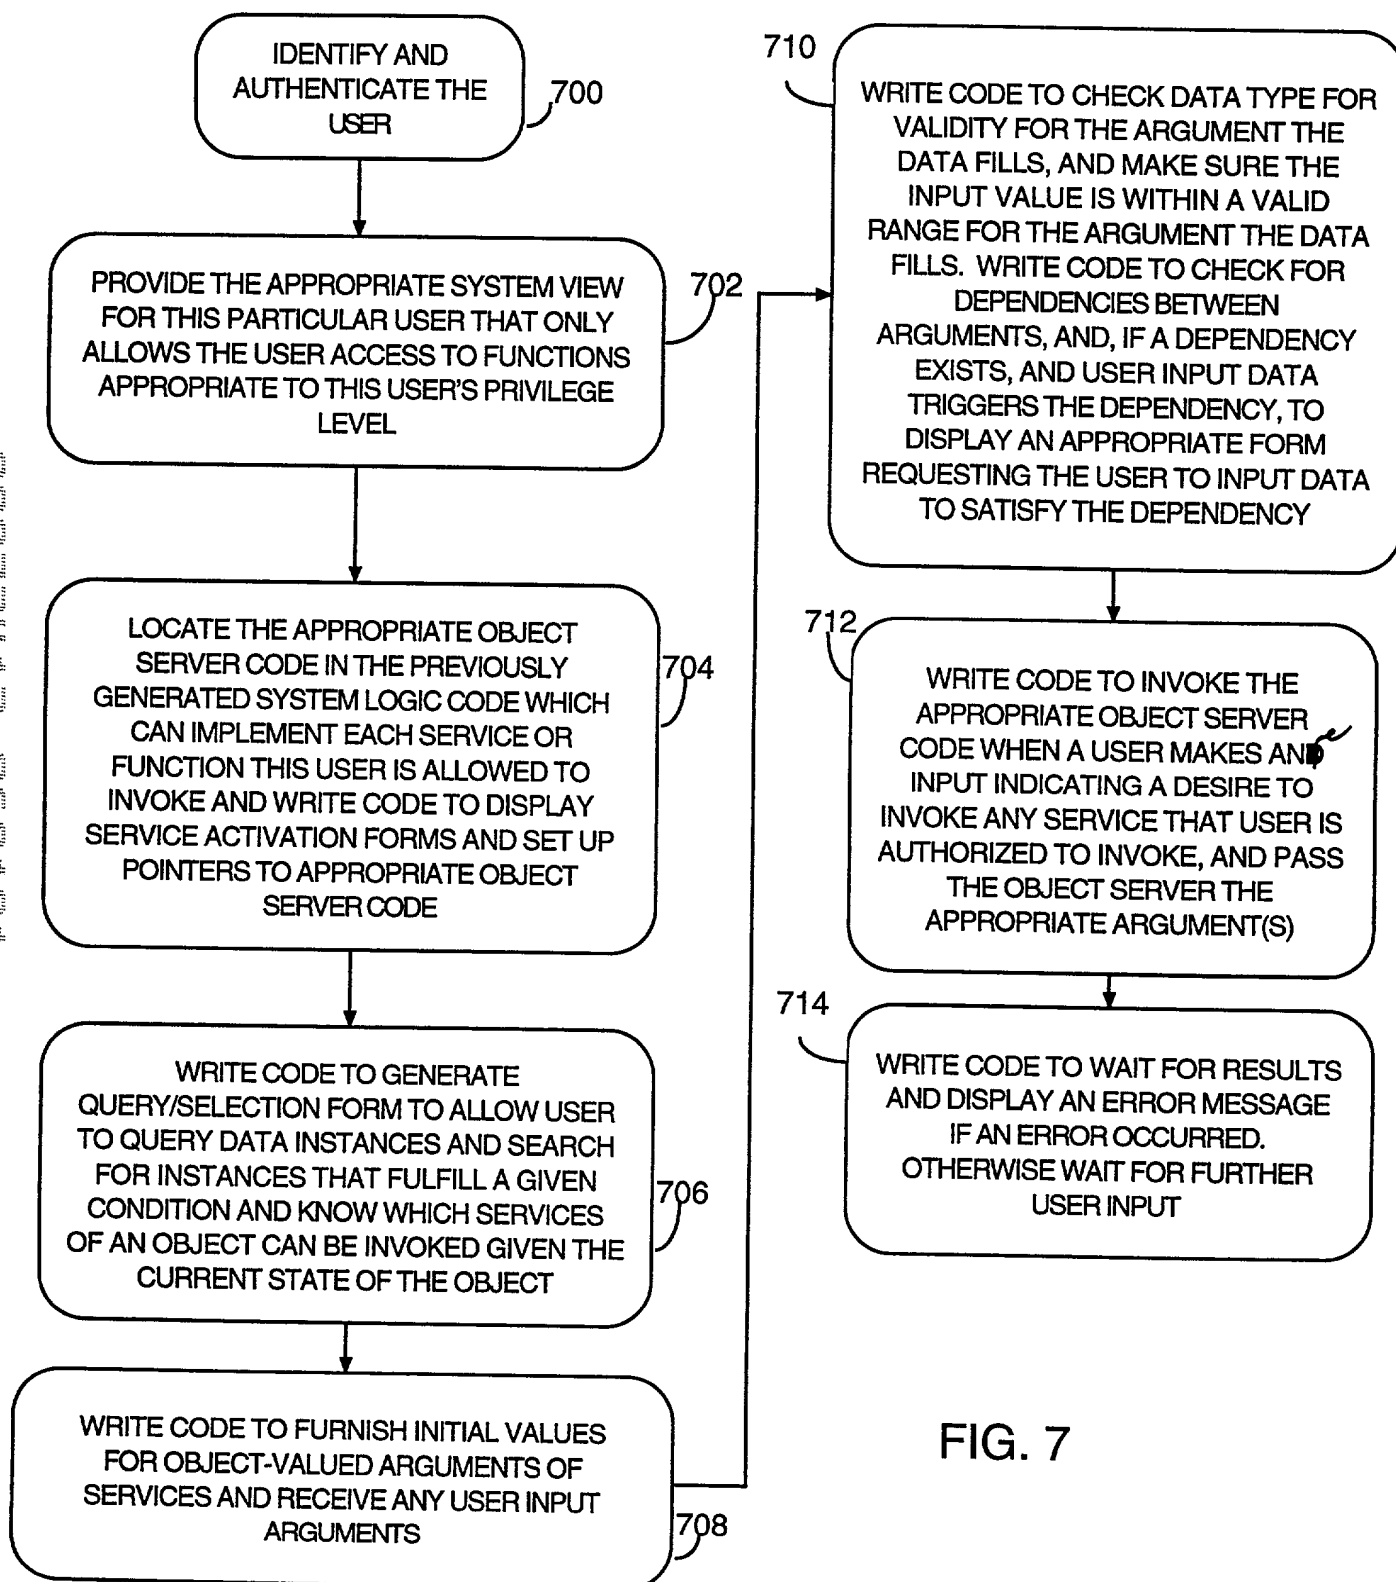 IDENTIFY AND
AUTHENTICATE THE
USER
700
PROVIDE THE APPROPRIATE SYSTEM VIEW
FOR THIS PARTICULAR USER THAT ONLY
ALLOWS THE USER ACCESS TO FUNCTIONS
APPROPRIATE TO THIS USER'S PRIVILEGE
LEVEL
702
LOCATE THE APPROPRIATE OBJECT
SERVER CODE IN THE PREVIOUSLY
GENERATED SYSTEM LOGIC CODE WHICH
CAN IMPLEMENT EACH SERVICE OR
FUNCTION THIS USER IS ALLOWED TO
INVOKE AND WRITE CODE TO DISPLAY
SERVICE ACTIVATION FORMS AND SET UP
POINTERS TO APPROPRIATE OBJECT
SERVER CODE
704
WRITE CODE TO GENERATE
QUERY/SELECTION FORM TO ALLOW USER
TO QUERY DATA INSTANCES AND SEARCH
FOR INSTANCES THAT FULFILL A GIVEN
CONDITION AND KNOW WHICH SERVICES
OF AN OBJECT CAN BE INVOKED GIVEN THE
CURRENT STATE OF THE OBJECT
706
WRITE CODE TO FURNISH INITIAL VALUES
FOR OBJECT-VALUED ARGUMENTS OF
SERVICES AND RECEIVE ANY USER INPUT
ARGUMENTS
708
710
WRITE CODE TO CHECK DATA TYPE FOR
VALIDITY FOR THE ARGUMENT THE
DATA FILLS, AND MAKE SURE THE
INPUT VALUE IS WITHIN A VALID
RANGE FOR THE ARGUMENT THE DATA
FILLS. WRITE CODE TO CHECK FOR
DEPENDENCIES BETWEEN
ARGUMENTS, AND, IF A DEPENDENCY
EXISTS, AND USER INPUT DATA
TRIGGERS THE DEPENDENCY, TO
DISPLAY AN APPROPRIATE FORM
REQUESTING THE USER TO INPUT DATA
TO SATISFY THE DEPENDENCY
712
WRITE CODE TO INVOKE THE
APPROPRIATE OBJECT SERVER
CODE WHEN A USER MAKES AND
INPUT INDICATING A DESIRE TO
INVOKE ANY SERVICE THAT USER IS
AUTHORIZED TO INVOKE, AND PASS
THE OBJECT SERVER THE
APPROPRIATE ARGUMENT(S)
714
WRITE CODE TO WAIT FOR RESULTS
AND DISPLAY AN ERROR MESSAGE
IF AN ERROR OCCURRED.
OTHERWISE WAIT FOR FURTHER
USER INPUT
FIG. 7